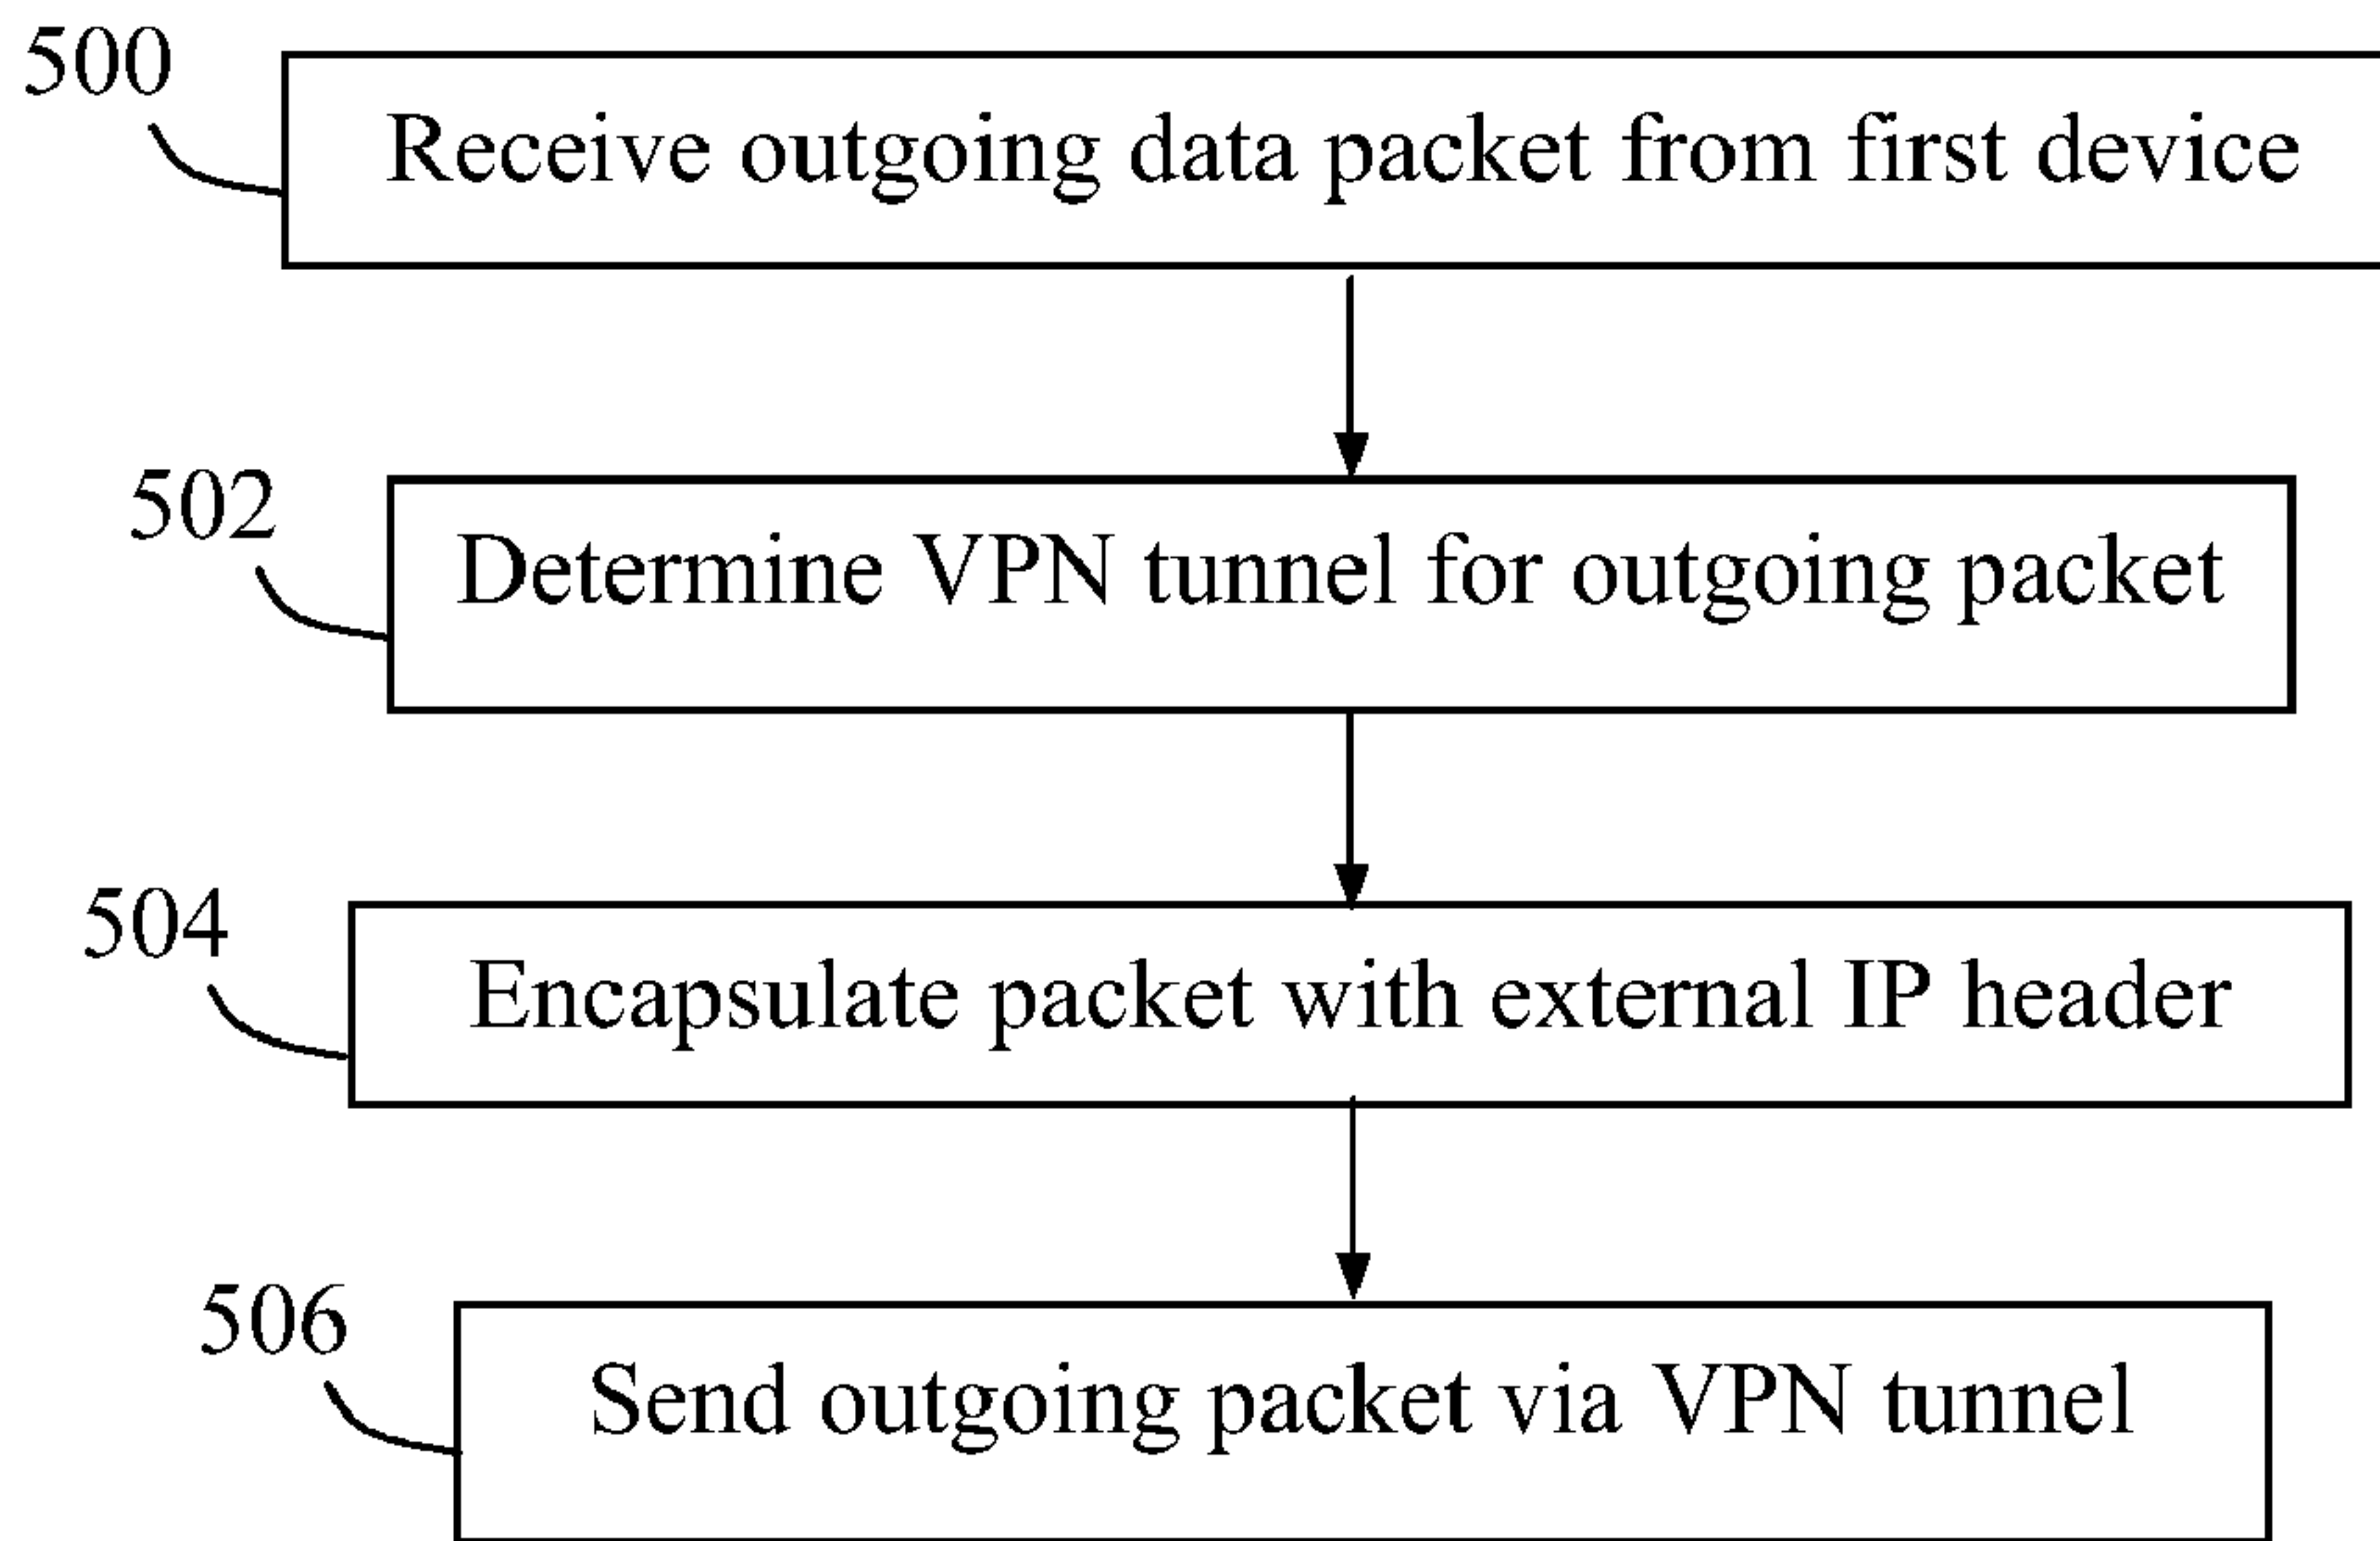 500
Receive outgoing data packet from first device
502
Determine VPN tunnel for outgoing packet
504
Encapsulate packet with external IP header
506
Send outgoing packet via VPN tunnel